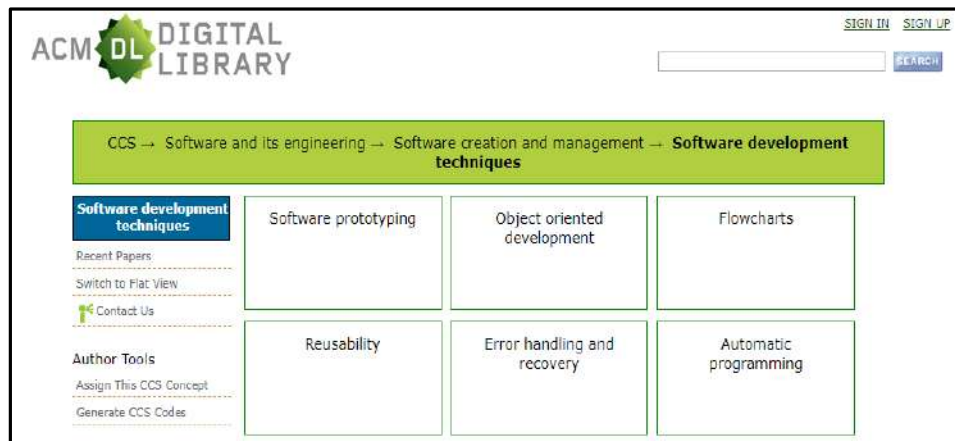 SIGN IN SIGN UP
ACM DL DIGITAL
LIBRARY
SEARCH
CCS → Software and its engineering → Software creation and management → Software development
techniques
Software development
techniques
Recent Papers
Switch to Flat View
Contact Us
Author Tools
Assign This CCS Concept
Generate CCS Codes
Software prototyping
Object oriented
development
Flowcharts
Reusability
Error handling and
recovery
Automatic
programming